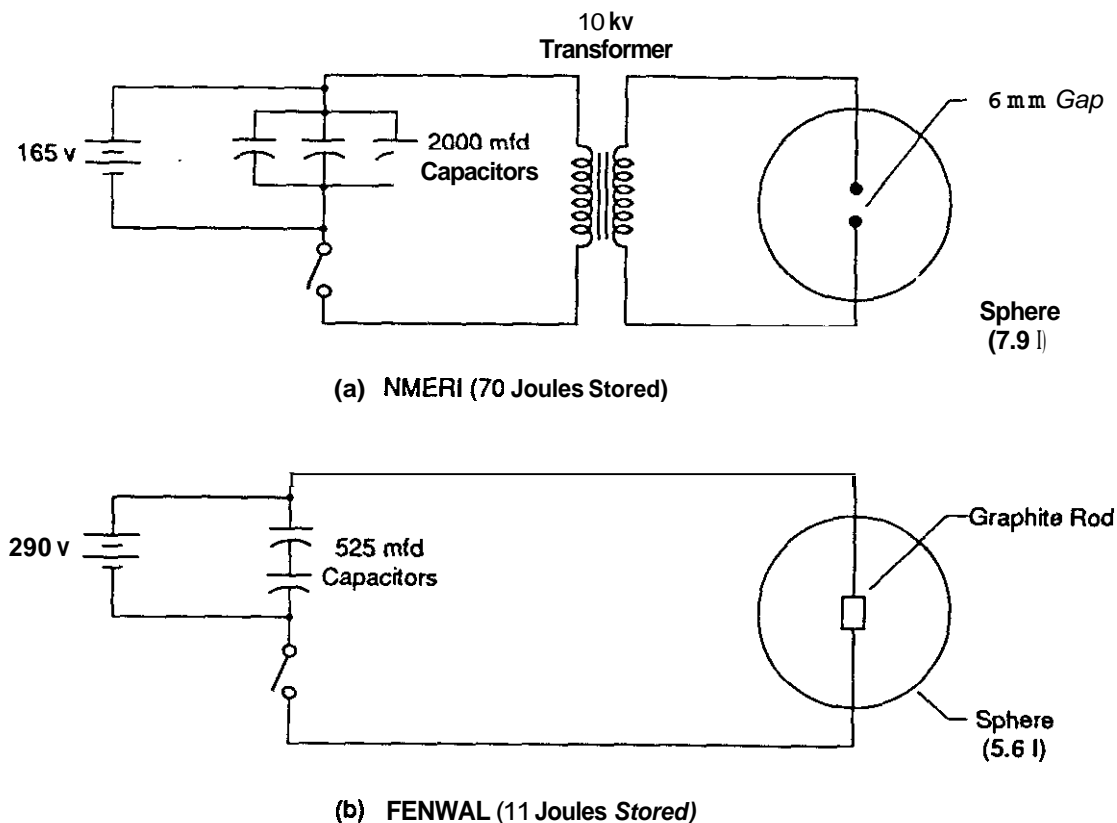 10 kv
Transformer
6 mm Gap
165 v
2000 mfd
Capacitors
Sphere
(7.9 l)
(a) NMERI (70 Joules Stored)
290 v
525 mfd
Capacitors
Graphite Rod
Sphere
(5.6 l)
(b) FENWAL (11 Joules Stored)